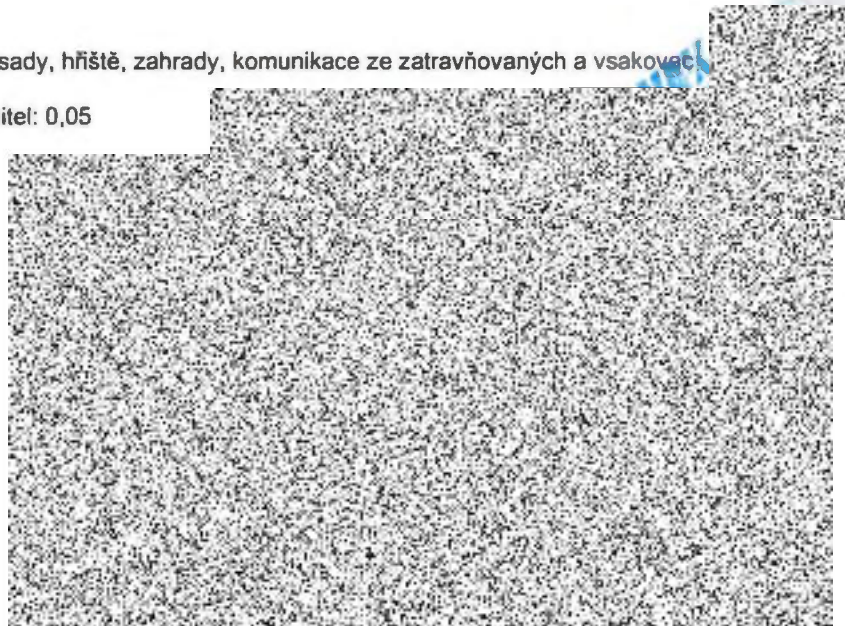 sady, hřiště, zahrady, komunikace ze zatravňovaných a vsakovac
itel: 0,05